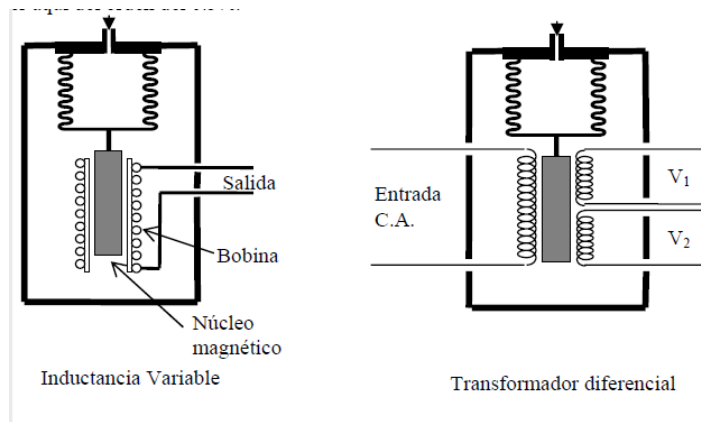 Salida
Bobina
Núcleo
magnético
Inductancia Variable
Entrada
C.A.
V₁
V₂
Transformador diferencial